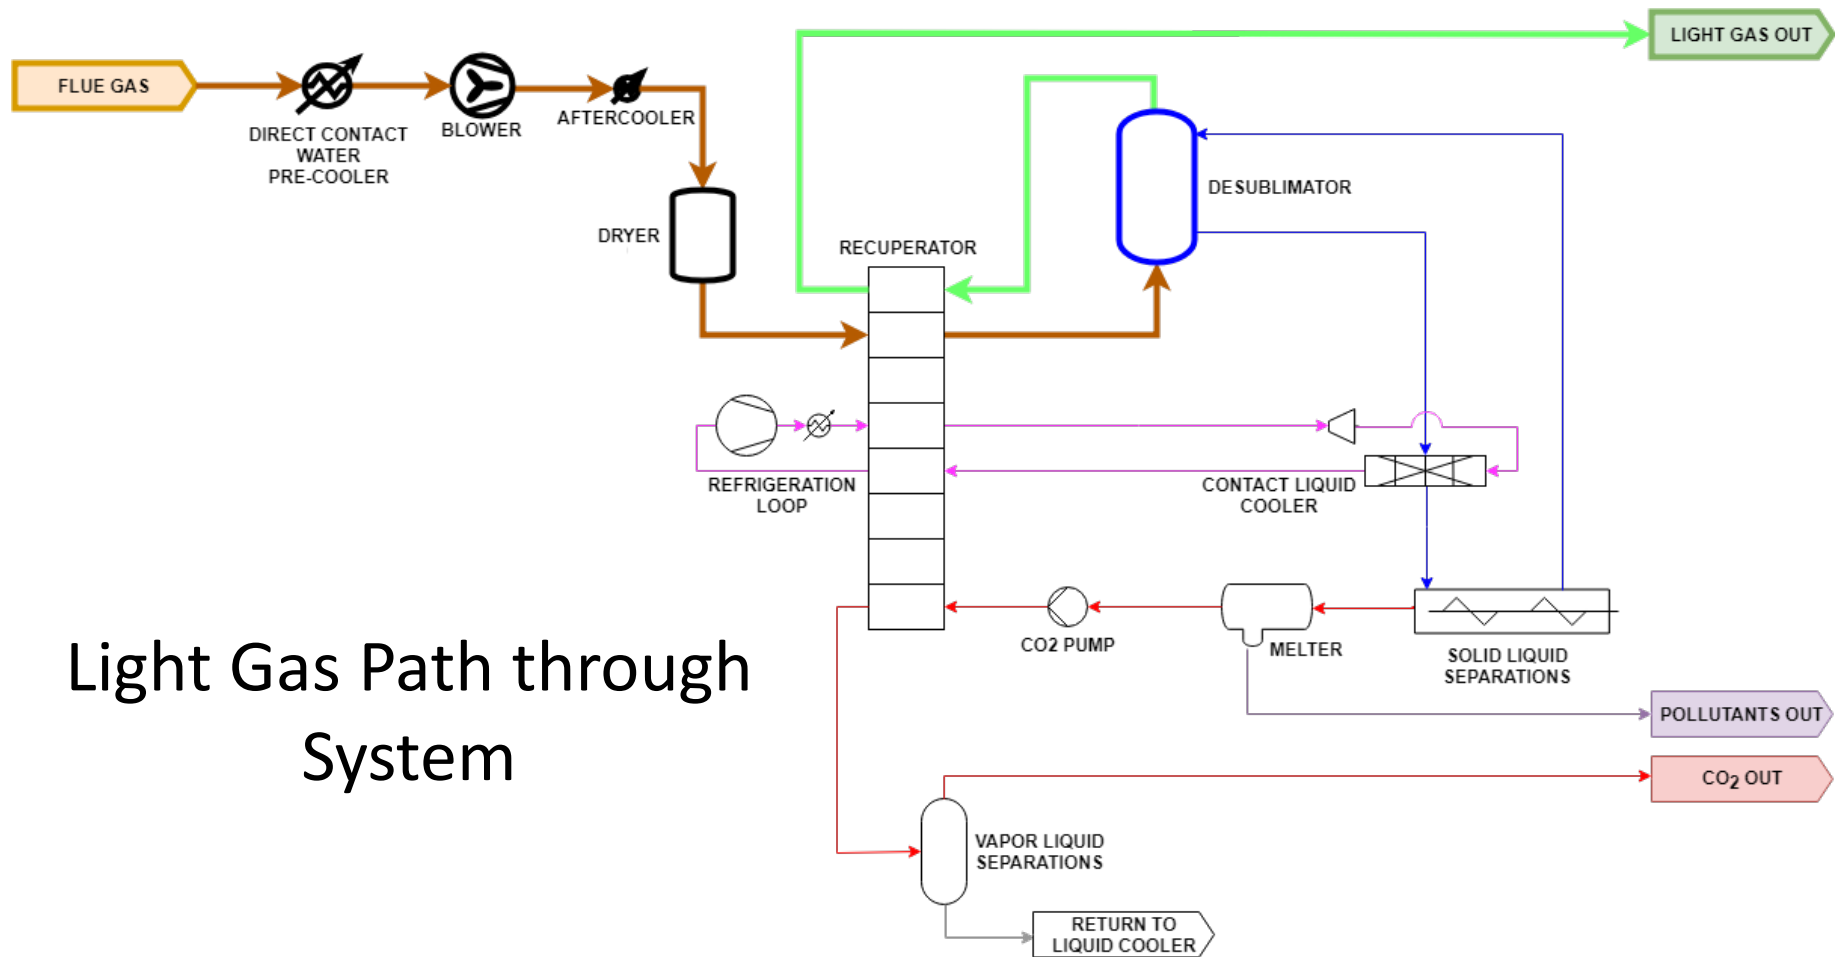 LIGHT GAS OUT
FLUE GAS
DIRECT CONTACT
WATER
PRE-COOLER
BLOWER
AFTERCOOLER
DRYER
RECUPERATOR
DESUBLIMATOR
REFRIGERATION
LOOP
CONTACT LIQUID
COOLER
CO2 PUMP
MELTER
SOLID LIQUID
SEPARATIONS
Light Gas Path through
System
POLLUTANTS OUT
CO₂ OUT
VAPOR LIQUID
SEPARATIONS
RETURN TO
LIQUID COOLER